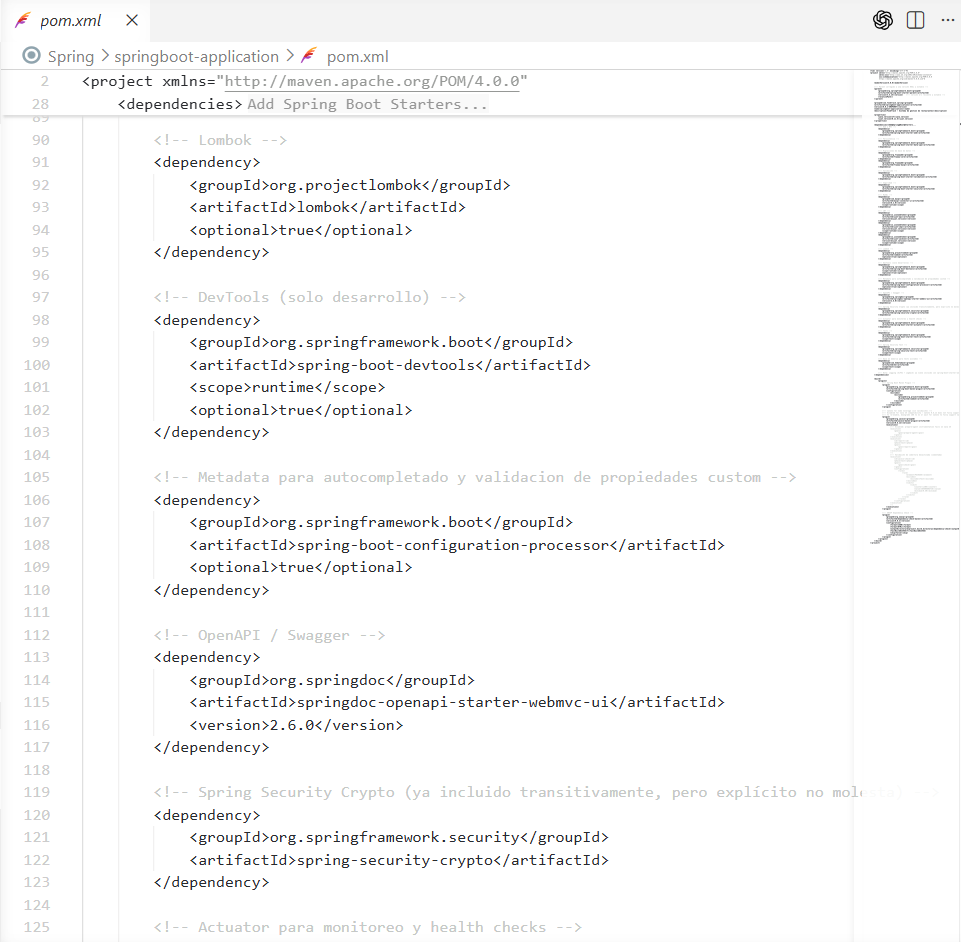 pom.xml
Spring > springboot-application > pom.xml
2 <project xmlns="http://maven.apache.org/POM/4.0.0"
28 <dependencies> Add Spring Boot Starters...
89
90 <!-- Lombok -->
91 <dependency>
92 <groupId>org.projectlombok</groupId>
93 <artifactId>lombok</artifactId>
94 <optional>true</optional>
95 </dependency>
96
97 <!-- DevTools (solo desarrollo) -->
98 <dependency>
99 <groupId>org.springframework.boot</groupId>
100 <artifactId>spring-boot-devtools</artifactId>
101 <scope>runtime</scope>
102 <optional>true</optional>
103 </dependency>
104
105 <!-- Metadata para autocompletado y validacion de propiedades custom -->
106 <dependency>
107 <groupId>org.springframework.boot</groupId>
108 <artifactId>spring-boot-configuration-processor</artifactId>
109 <optional>true</optional>
110 </dependency>
111
112 <!-- OpenAPI / Swagger -->
113 <dependency>
114 <groupId>org.springdoc</groupId>
115 <artifactId>springdoc-openapi-starter-webmvc-ui</artifactId>
116 <version>2.6.0</version>
117 </dependency>
118
119 <!-- Spring Security Crypto (ya incluido transitivamente, pero explícito no molesta) -->
120 <dependency>
121 <groupId>org.springframework.security</groupId>
122 <artifactId>spring-security-crypto</artifactId>
123 </dependency>
124
125 <!-- Actuator para monitoreo y health checks -->